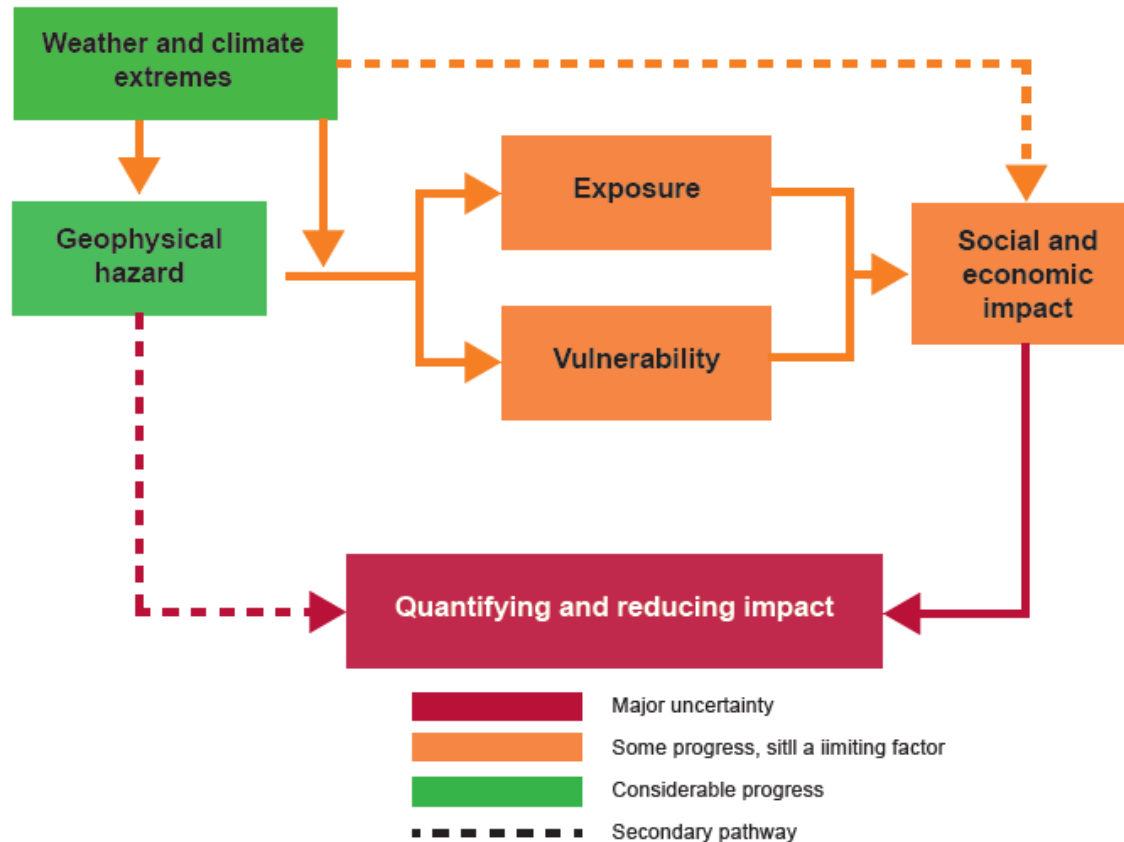 Weather and climate
extremes
Geophysical
hazard
Exposure
Vulnerability
Social and
economic
impact
Quantifying and reducing impact
Major uncertainty
Some progress, sitll a iimiting factor
Considerable progress
Secondary pathway